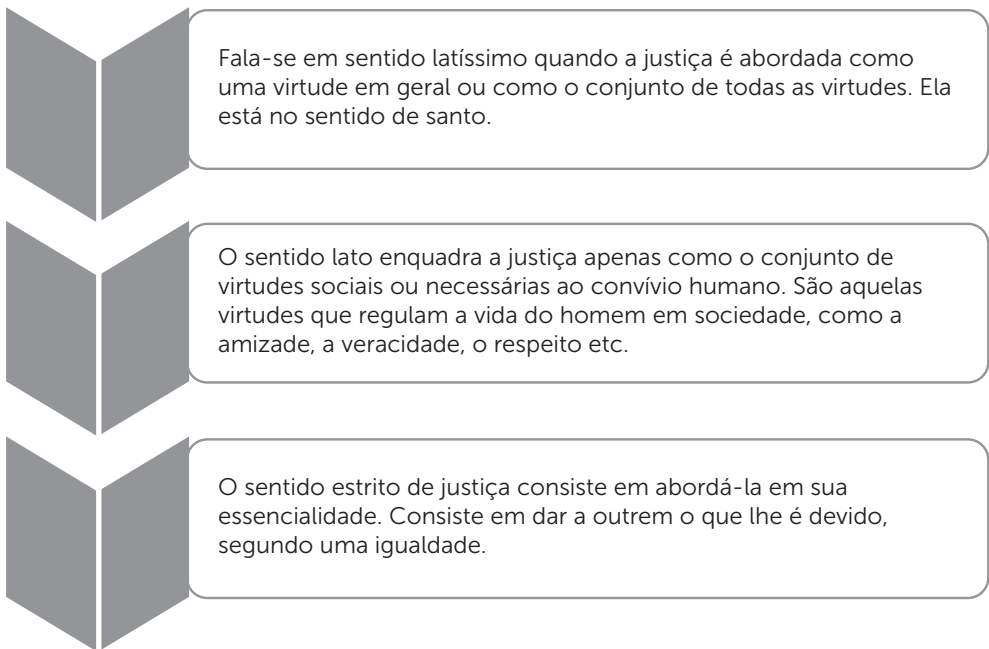 Fala-se em sentido latíssimo quando a justiça é abordada como
uma virtude em geral ou como o conjunto de todas as virtudes. Ela
está no sentido de santo.
O sentido lato enquadra a justiça apenas como o conjunto de
virtudes sociais ou necessárias ao convívio humano. São aquelas
virtudes que regulam a vida do homem em sociedade, como a
amizade, a veracidade, o respeito etc.
O sentido estrito de justiça consiste em abordá-la em sua
essencialidade. Consiste em dar a outrem o que lhe é devido,
segundo uma igualdade.